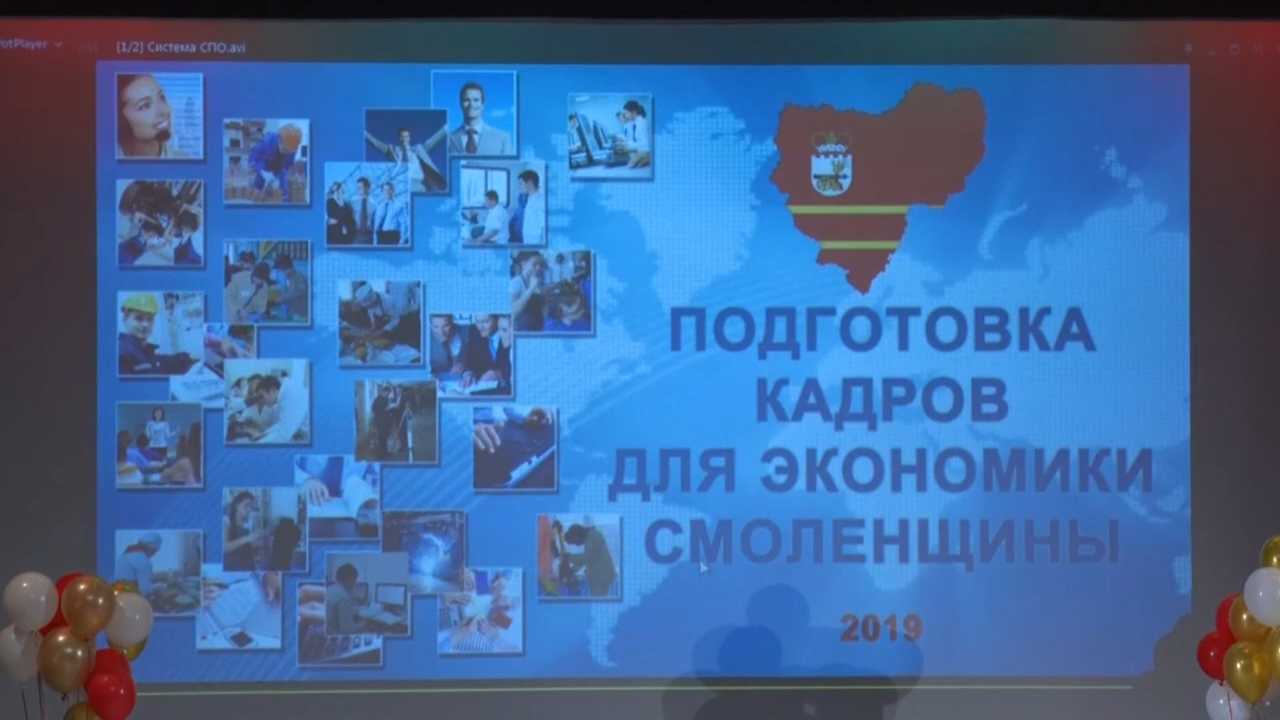 PotPlayer
[1/2] Система СПО.avi
ПОДГОТОВКА
КАДРОВ
ДЛЯ ЭКОНОМИКИ
СМОЛЕНЩИНЫ
2019